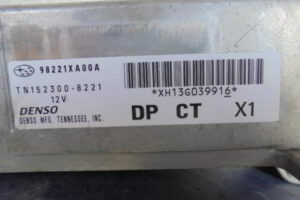 98221XA00A
TN152300-8221
12V
DENSO
DENSO MFG. TENNESSEE, INC.
*XH13G039916*
DP CT X1